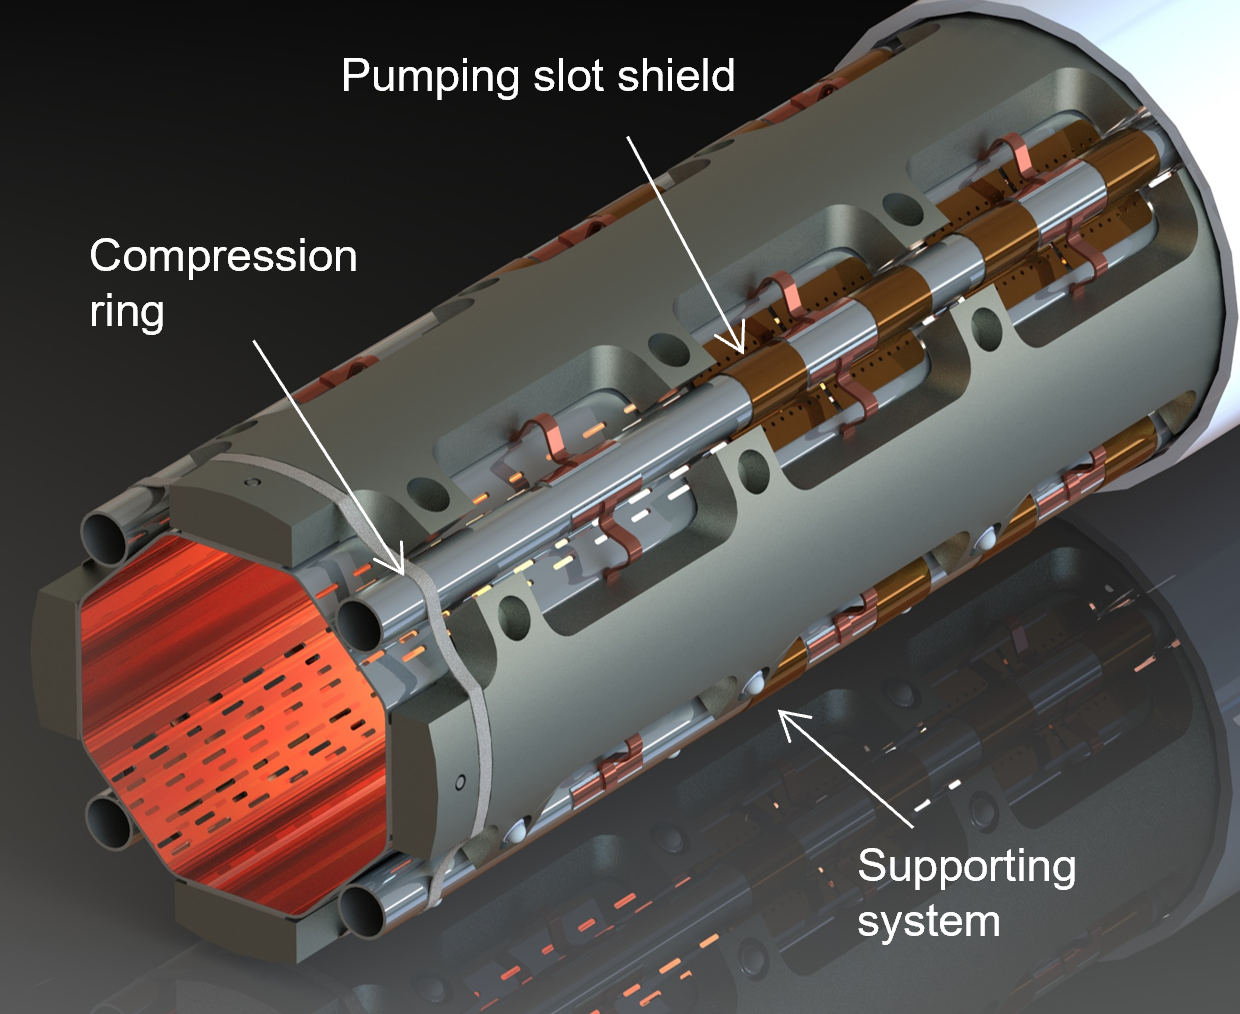 Pumping slot shield
Compression
ring
Supporting
system